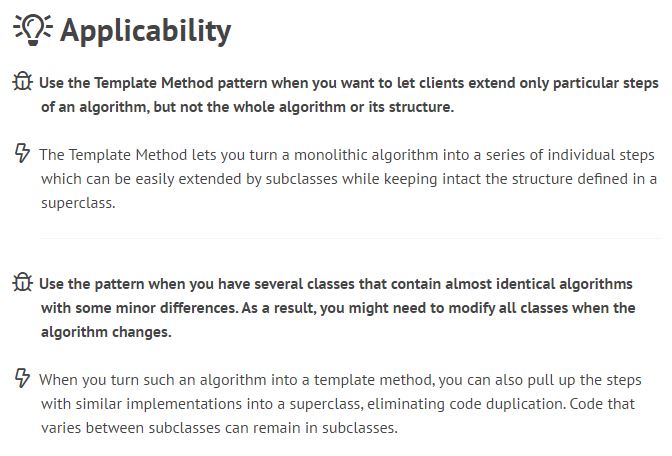 Applicability
Use the Template Method pattern when you want to let clients extend only particular steps
of an algorithm, but not the whole algorithm or its structure.
The Template Method lets you turn a monolithic algorithm into a series of individual steps
which can be easily extended by subclasses while keeping intact the structure defined in a
superclass.
Use the pattern when you have several classes that contain almost identical algorithms
with some minor differences. As a result, you might need to modify all classes when the
algorithm changes.
When you turn such an algorithm into a template method, you can also pull up the steps
with similar implementations into a superclass, eliminating code duplication. Code that
varies between subclasses can remain in subclasses.